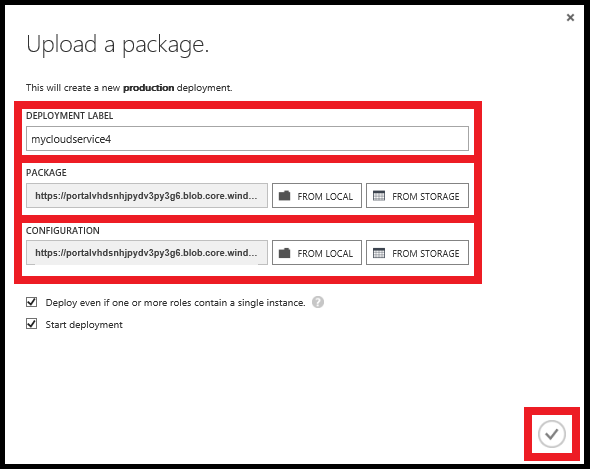 Upload a package.
This will create a new production deployment.
DEPLOYMENT LABEL
mycloudservice4
PACKAGE
https://portalvhdsnhjpydv3py3g6.blob.core.wind... FROM LOCAL FROM STORAGE
CONFIGURATION
https://portalvhdsnhjpydv3py3g6.blob.core.wind... FROM LOCAL FROM STORAGE
Deploy even if one or more roles contain a single instance. ?
Start deployment